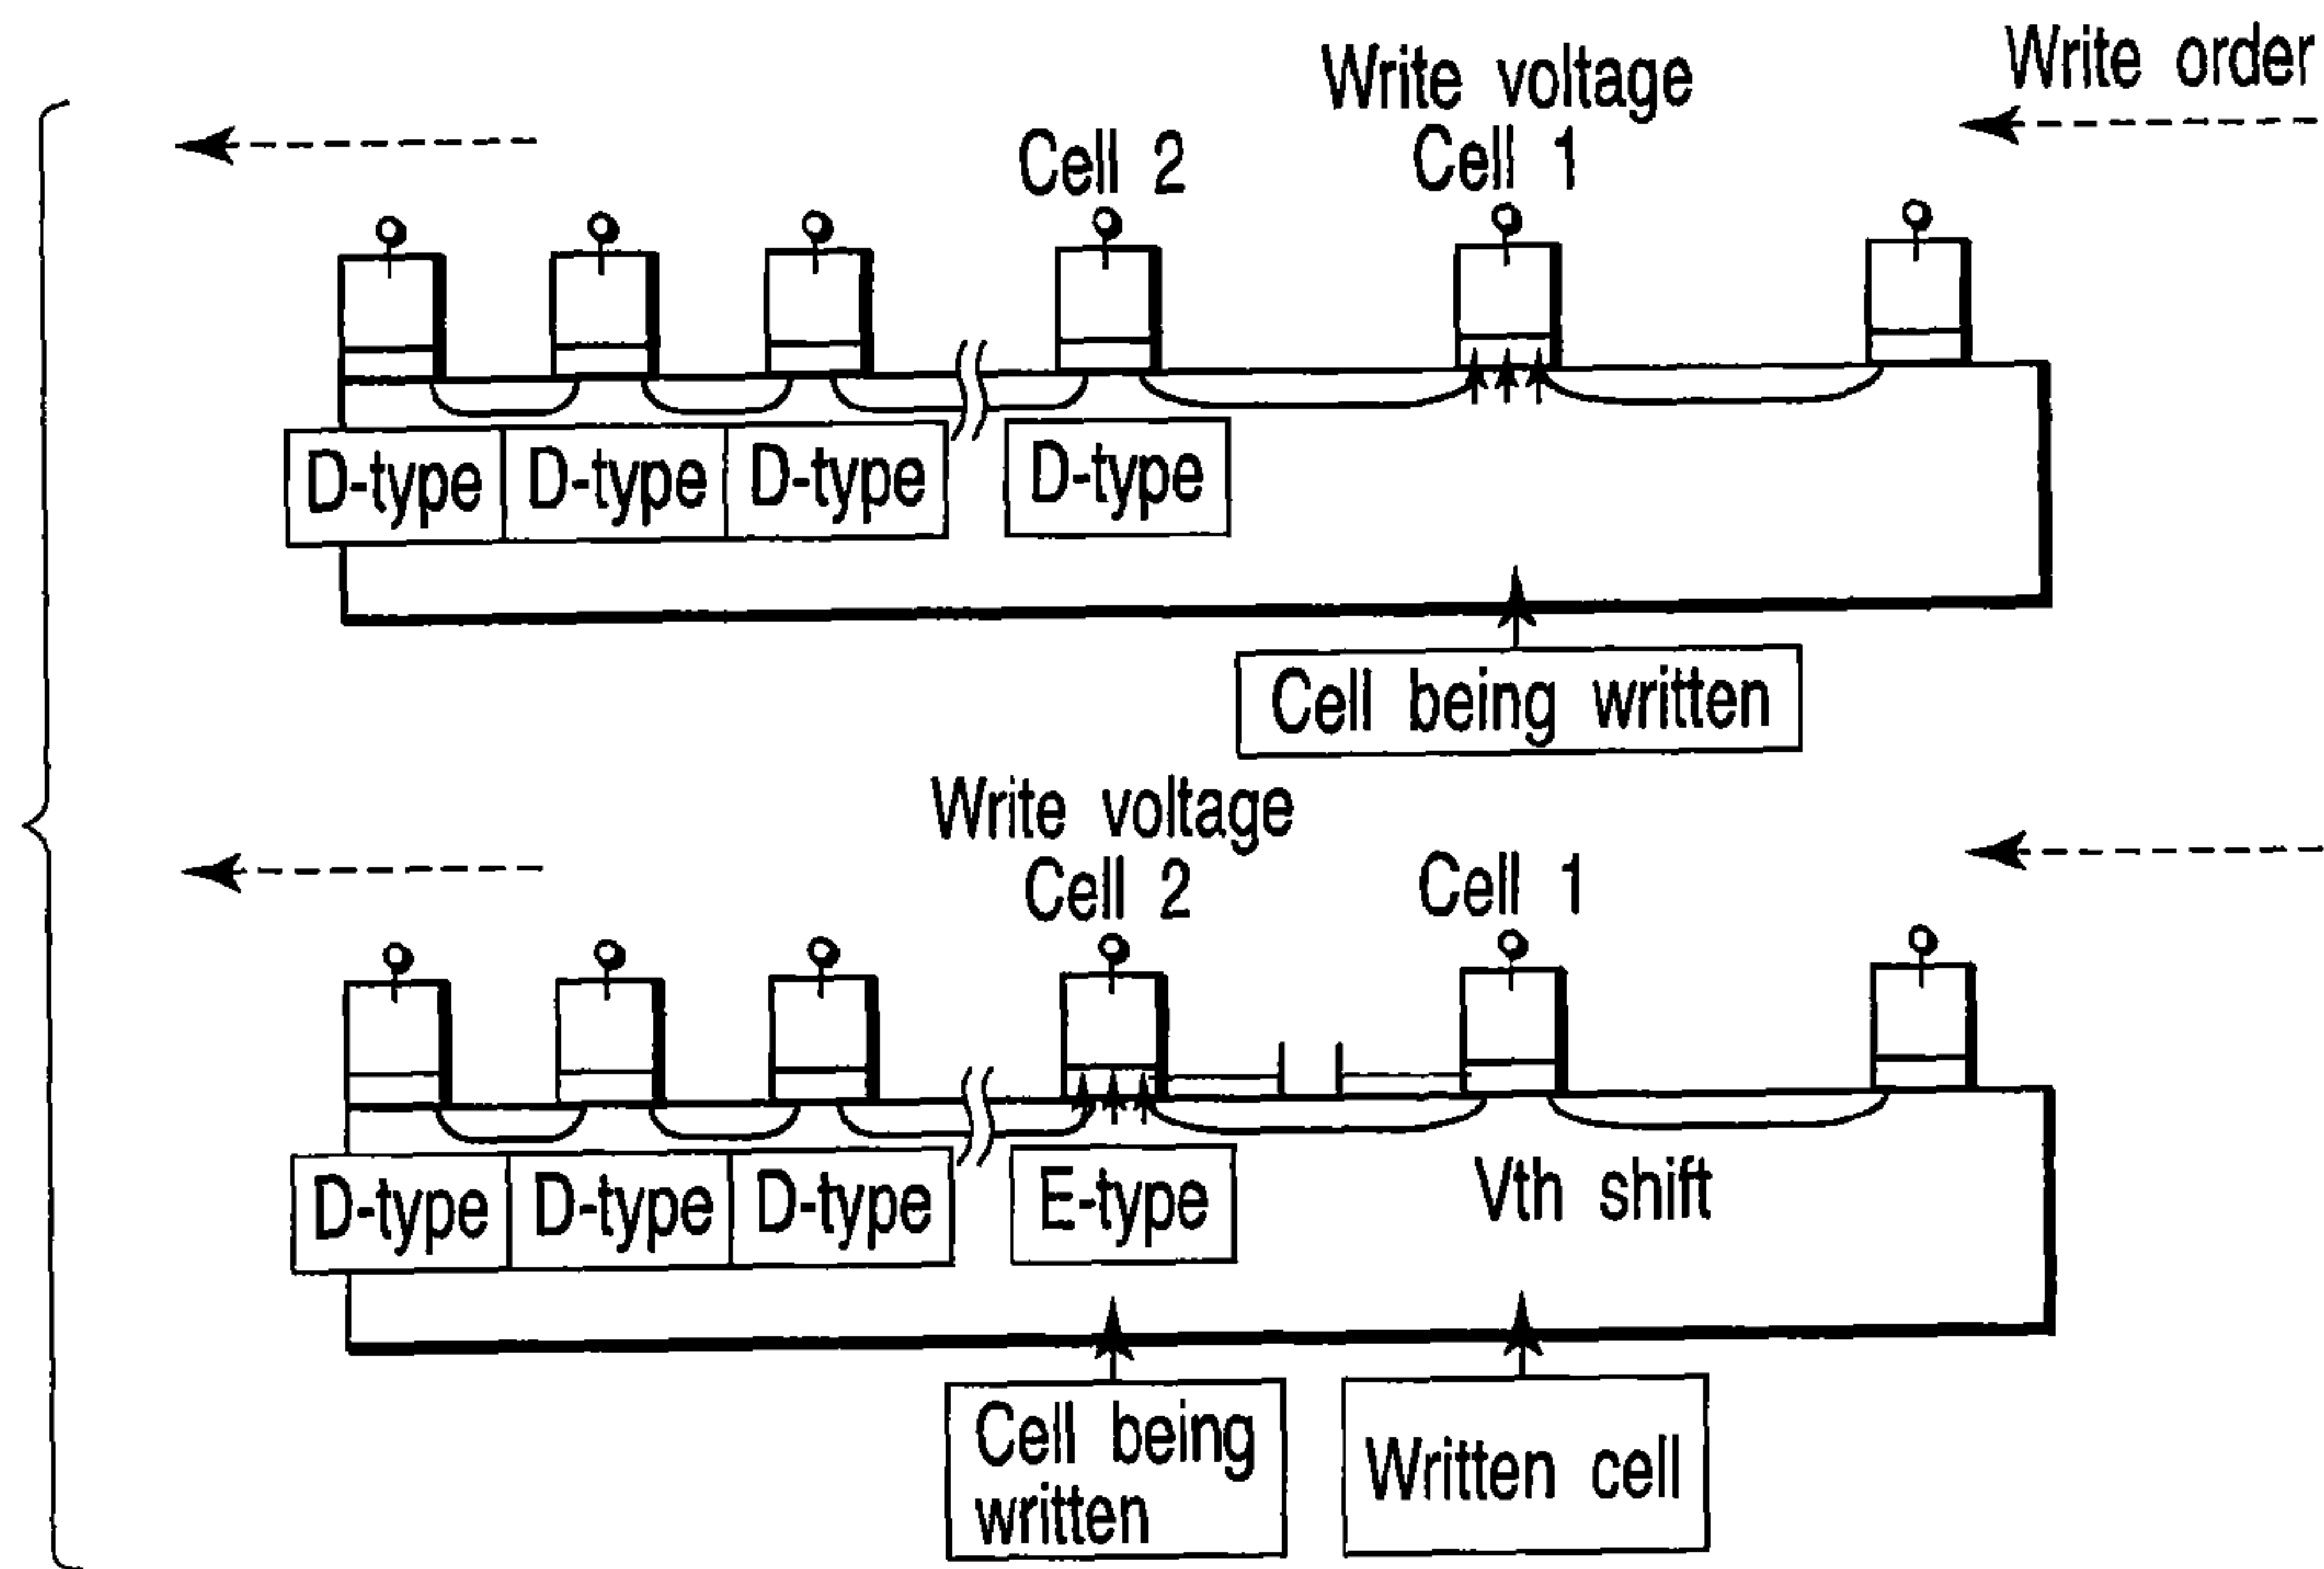 Write order
Write voltage
Cell 2
Cell 1
D-type
D-type
D-type
D-type
Cell being written
Write voltage
Cell 2
Cell 1
D-type
D-type
D-type
E-type
Vth shift
Cell being
written
Written cell